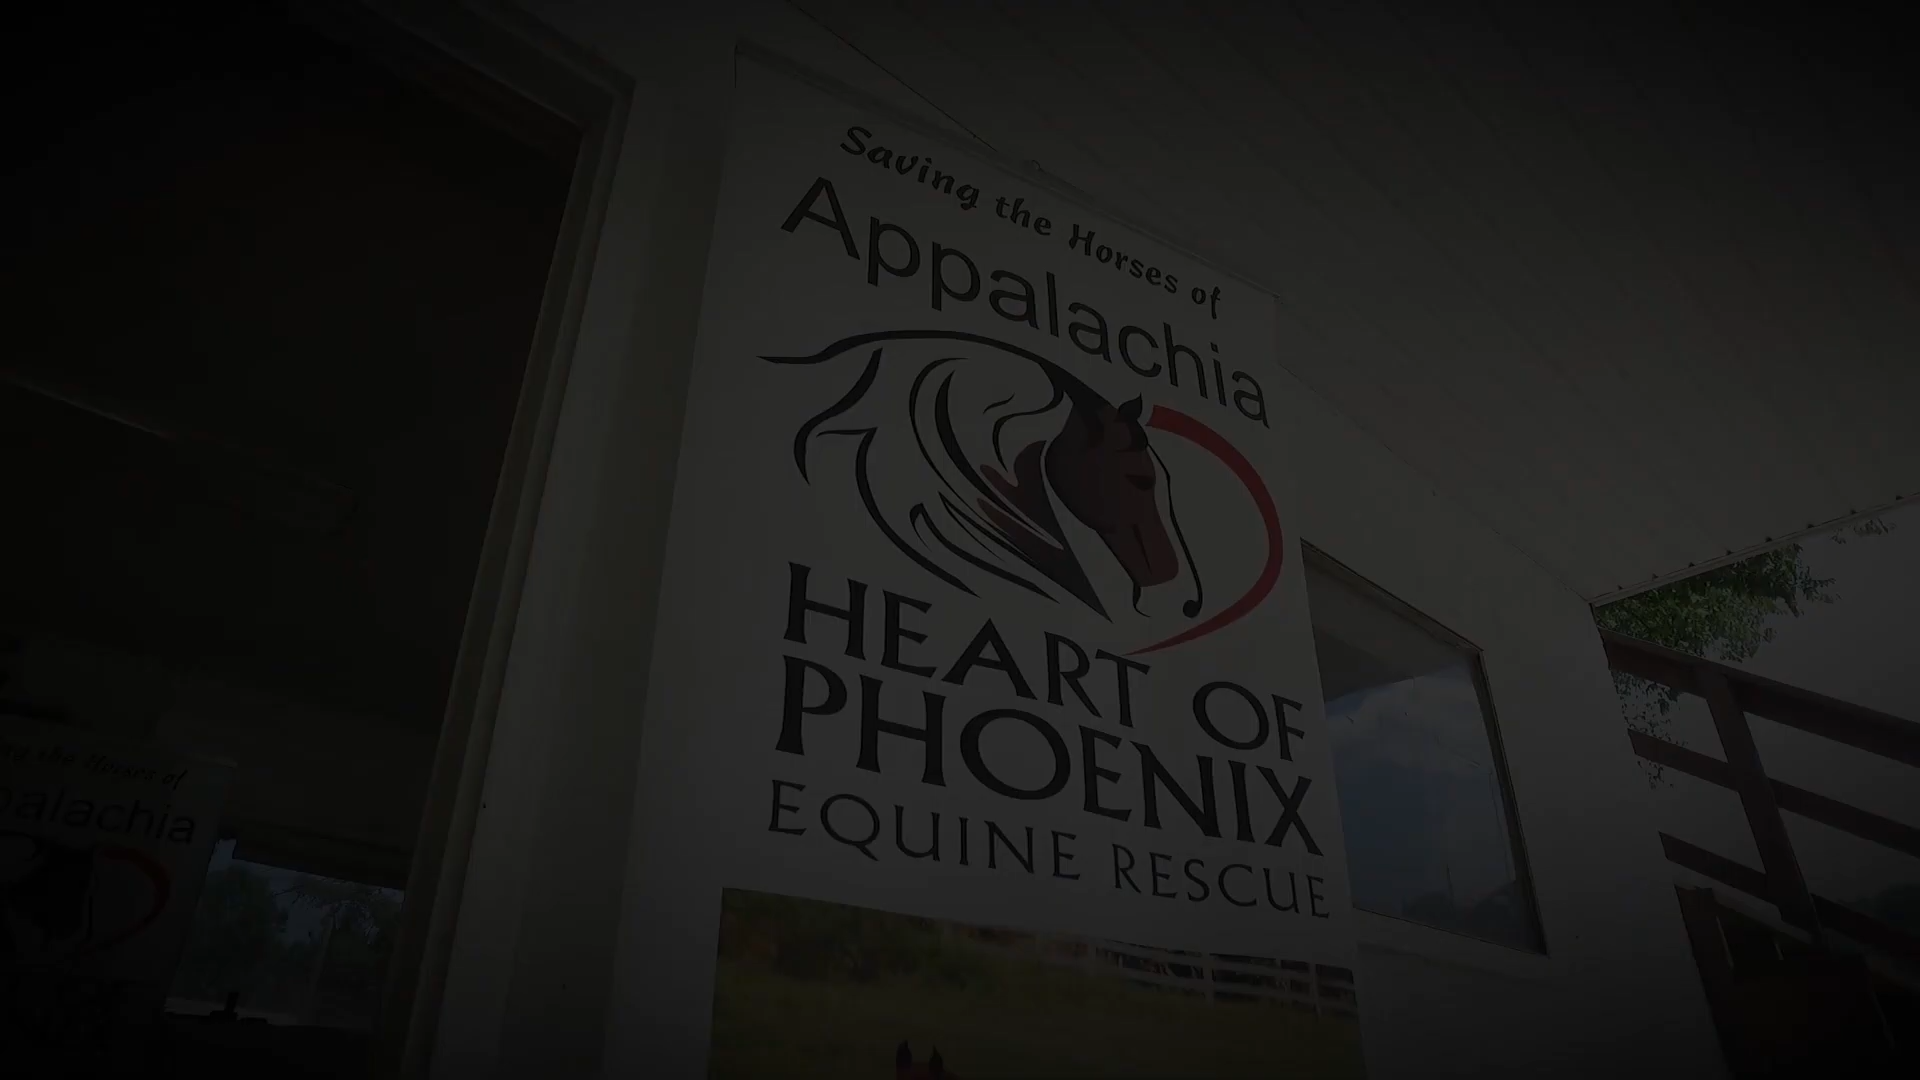 Saving the Horses of
Appalachia
HEART OF
PHOENIX
EQUINE RESCUE
the Horses of
palachia